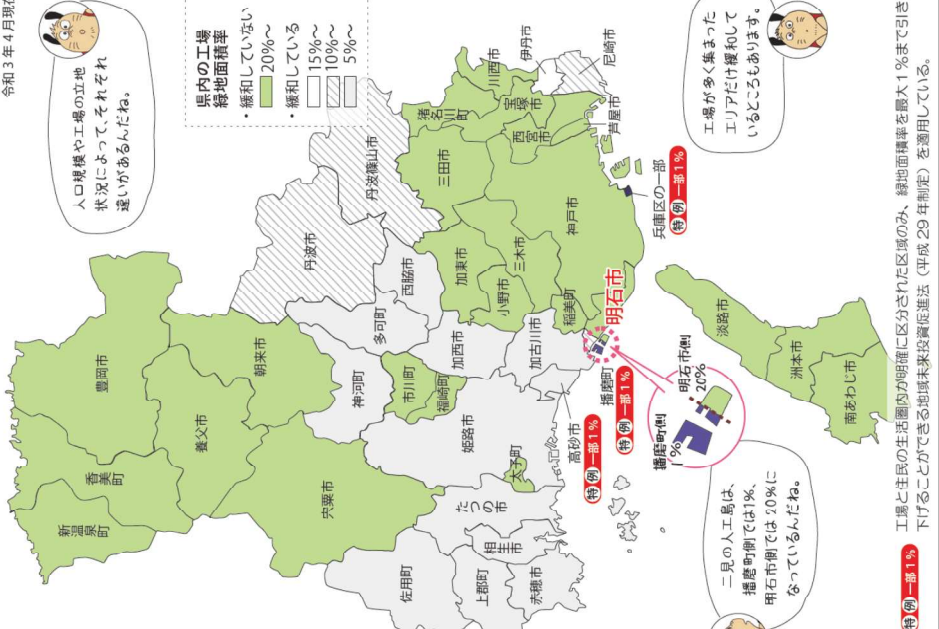 令和3年4月現在
人口規模や工場の立地
状況によって、それぞれ
違いがあるんだね。
県内の工場
緑地面積率
・緩和していない
20%～
・緩和している
15%～
10%～
5%～
工場が多く集まった
エリアだけ緩和して
いるところもあります。
新温泉町
香美町
豊岡市
養父市
朝来市
宍粟市
神河町
多可町
丹波市
丹波篠山市
西脇市
市川町
福崎町
加西市
加東市
三田市
猪名川町
川西市
伊丹市
宝塚市
尼崎市
西宮市
芦屋市
佐用町
上郡町
赤穂市
相生市
たつの市
太子町
姫路市
加古川市
小野市
三木市
神戸市
稲美町
明石市
高砂市
特例 一部1%
播磨町
特例 一部1%
兵庫区の一部
特例 一部1%
播磨町側
1%
明石市側
20%
淡路市
洲本市
南あわじ市
二見の人工島は、
播磨町側では1%、
明石市側では20%に
なっているんだね。
特例 一部1%
工場と住民の生活圏内が明確に区分された区域のみ、緑地面積率を最大1%まで引き
下げることができる地域未来投資促進法（平成29年制定）を適用している。